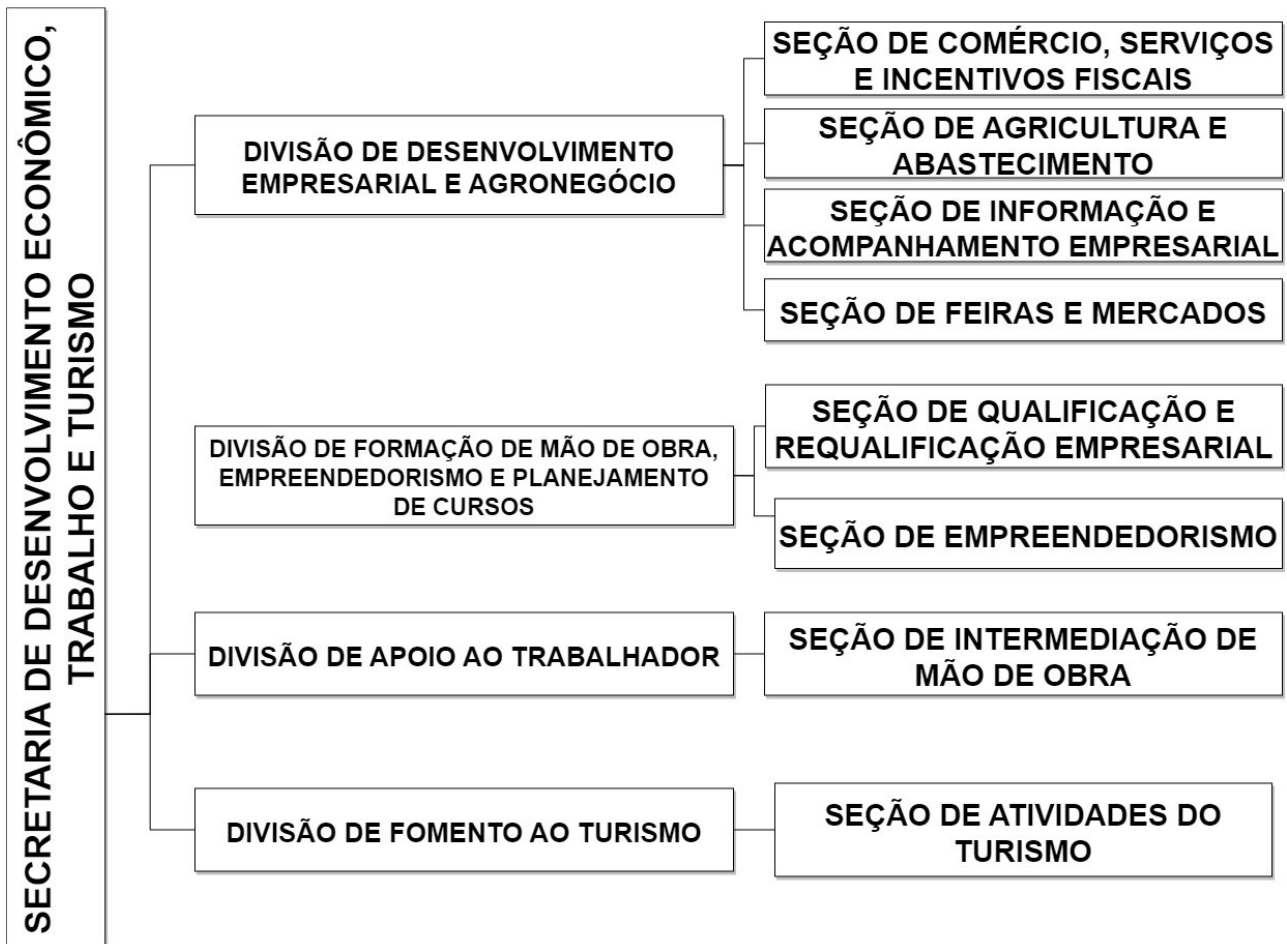 SECRETARIA DE DESENVOLVIMENTO ECONÔMICO,
TRABALHO E TURISMO
DIVISÃO DE DESENVOLVIMENTO
EMPRESARIAL E AGRONEGÓCIO
SEÇÃO DE COMÉRCIO, SERVIÇOS
E INCENTIVOS FISCAIS
SEÇÃO DE AGRICULTURA E
ABASTECIMENTO
SEÇÃO DE INFORMAÇÃO E
ACOMPANHAMENTO EMPRESARIAL
SEÇÃO DE FEIRAS E MERCADOS
DIVISÃO DE FORMAÇÃO DE MÃO DE OBRA,
EMPREENDEDORISMO E PLANEJAMENTO
DE CURSOS
SEÇÃO DE QUALIFICAÇÃO E
REQUALIFICAÇÃO EMPRESARIAL
SEÇÃO DE EMPREENDEDORISMO
DIVISÃO DE APOIO AO TRABALHADOR
SEÇÃO DE INTERMEDIAÇÃO DE
MÃO DE OBRA
DIVISÃO DE FOMENTO AO TURISMO
SEÇÃO DE ATIVIDADES DO
TURISMO